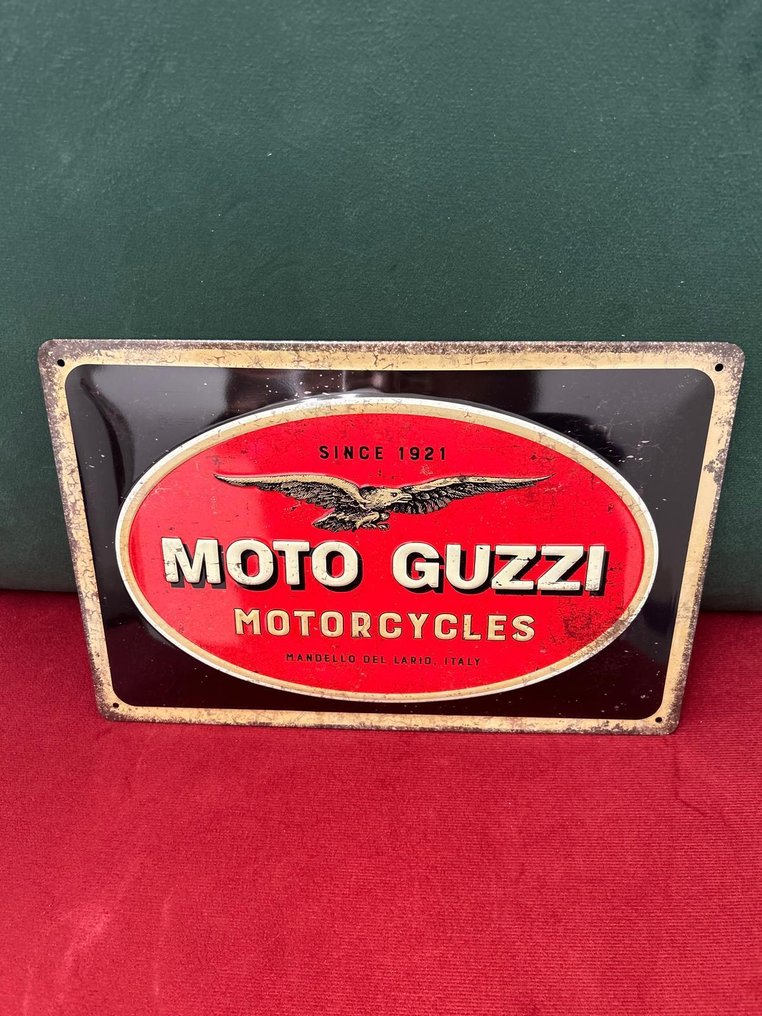 SINCE 1921
MOTO GUZZI
MOTORCYCLES
MANDELLO DEL LARIO, ITALY